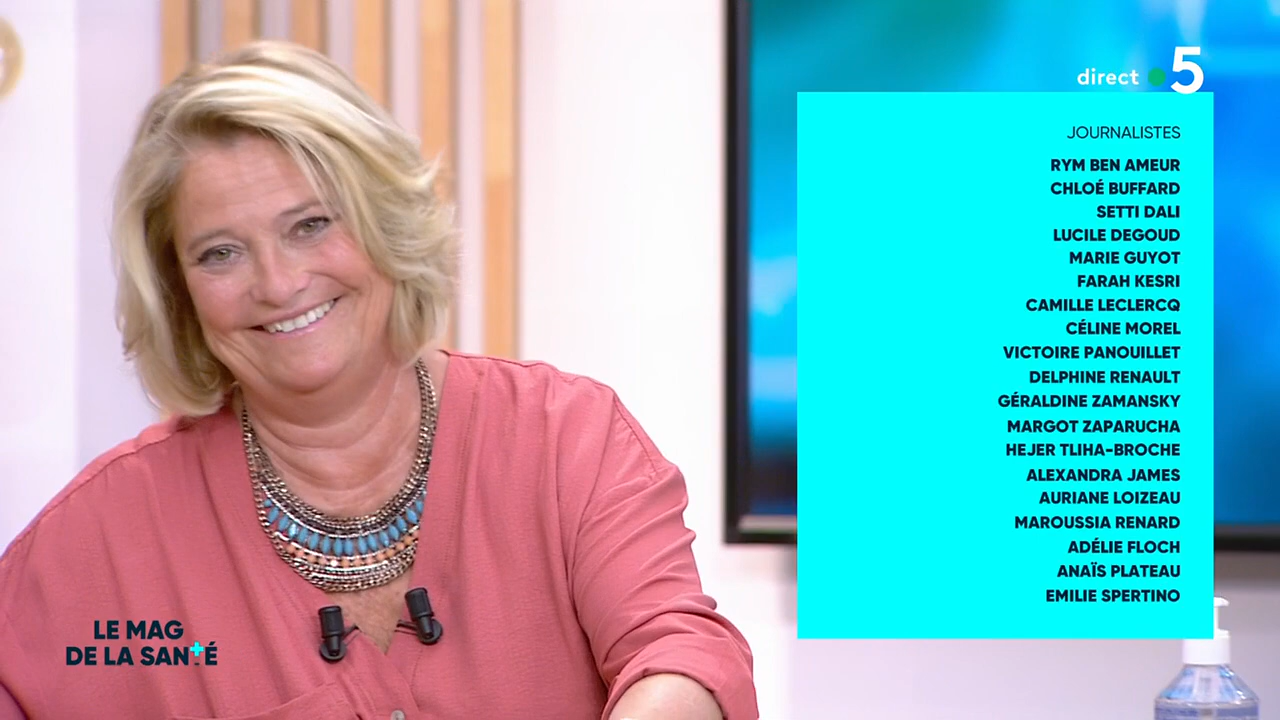 direct 5
JOURNALISTES
RYM BEN AMEUR
CHLOÉ BUFFARD
SETTI DALI
LUCILE DEGOUD
MARIE GUYOT
FARAH KESRI
CAMILLE LECLERCQ
CÉLINE MOREL
VICTOIRE PANOUILLET
DELPHINE RENAULT
GÉRALDINE ZAMANSKY
MARGOT ZAPARUCHA
HEJER TLIHA-BROCHE
ALEXANDRA JAMES
AURIANE LOIZEAU
MAROUSSIA RENARD
ADÉLIE FLOCH
ANAÏS PLATEAU
EMILIE SPERTINO
LE MAG
DE LA SANTÉ